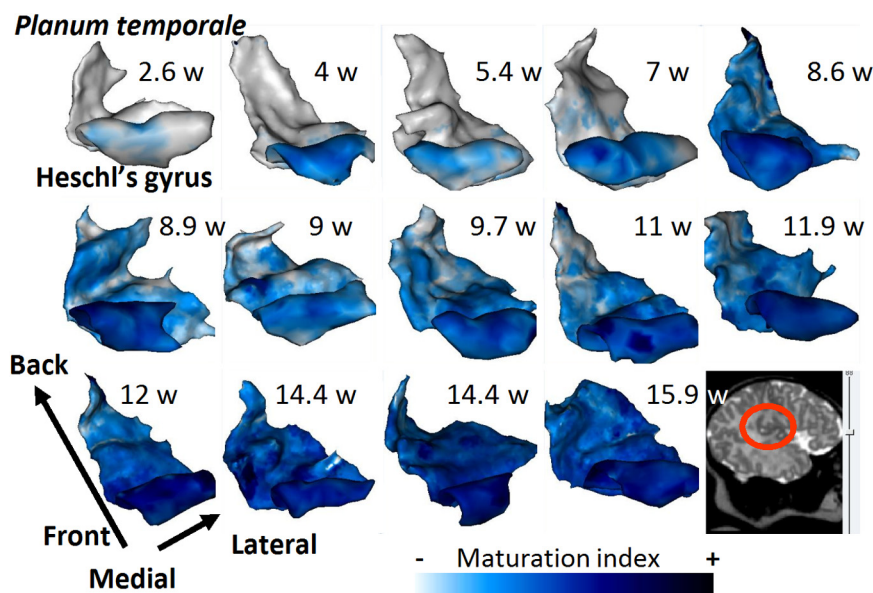 Planum temporale
2.6 w
4 w
5.4 w
7 w
8.6 w
Heschl's gyrus
8.9 w
9 w
9.7 w
11 w
11.9 w
Back
12 w
14.4 w
14.4 w
15.9 w
Front
Lateral
Medial
- Maturation index +